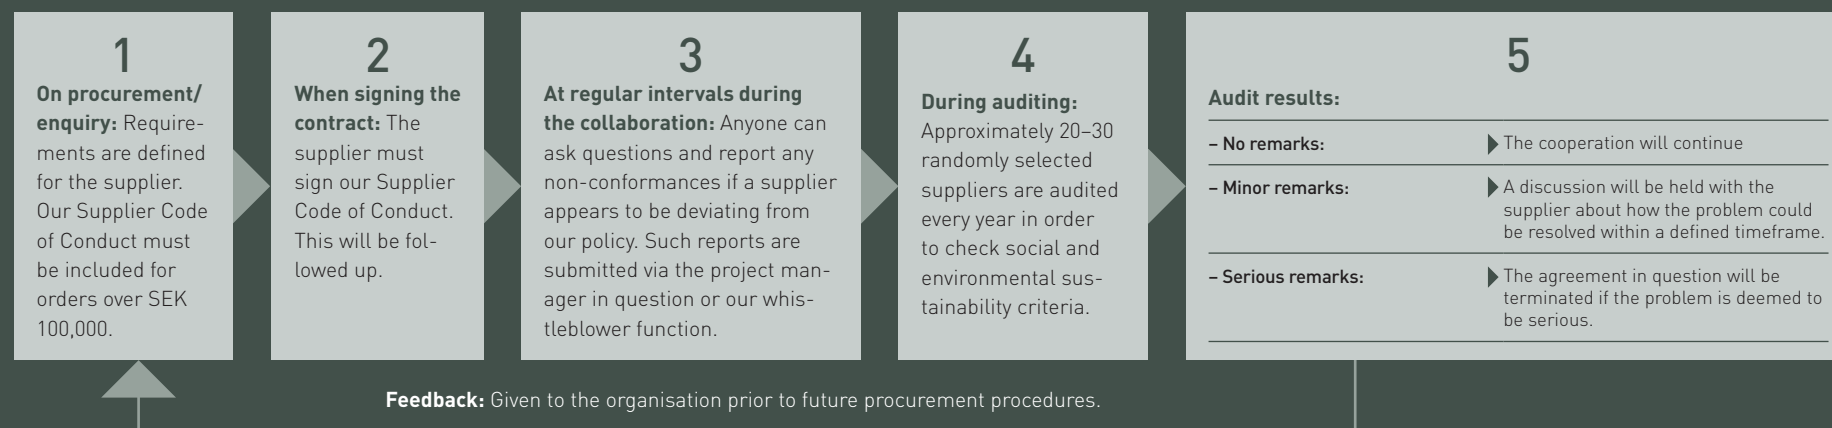 1
On procurement/
enquiry: Require-
ments are defined
for the supplier.
Our Supplier Code
of Conduct must
be included for
orders over SEK
100,000.
2
When signing the
contract: The
supplier must
sign our Supplier
Code of Conduct.
This will be fol-
lowed up.
3
At regular intervals during
the collaboration: Anyone can
ask questions and report any
non-conformances if a supplier
appears to be deviating from
our policy. Such reports are
submitted via the project man-
ager in question or our whis-
tleblower function.
4
During auditing:
Approximately 20–30
randomly selected
suppliers are audited
every year in order
to check social and
environmental sus-
tainability criteria.
5
Audit results:
– No remarks:
The cooperation will continue
– Minor remarks:
A discussion will be held with the
supplier about how the problem could
be resolved within a defined timeframe.
– Serious remarks:
The agreement in question will be
terminated if the problem is deemed to
be serious.
Feedback: Given to the organisation prior to future procurement procedures.